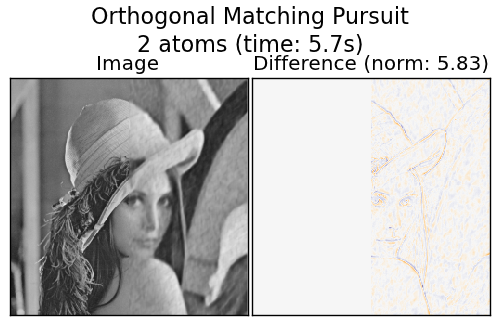 Orthogonal Matching Pursuit
2 atoms (time: 5.7s)
Image
Difference (norm: 5.83)